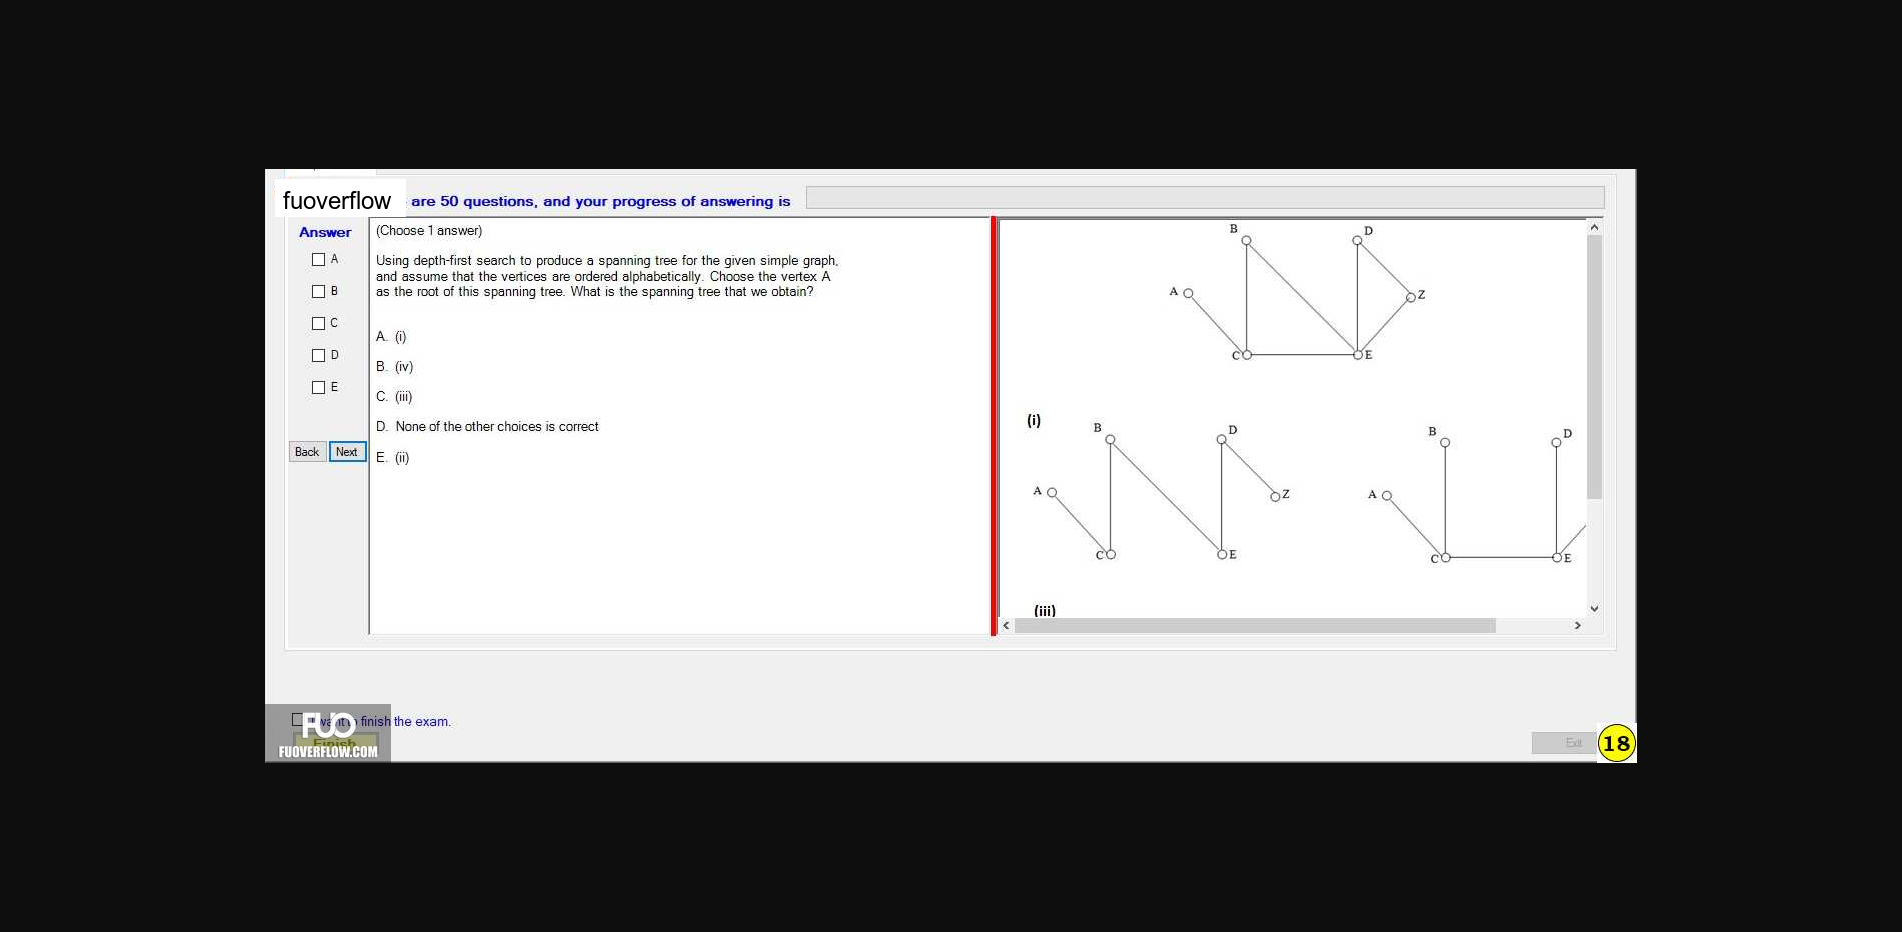 fuoverflow are 50 questions, and your progress of answering is
Answer
A
B
C
D
E
Back Next
(Choose 1 answer)
Using depth-first search to produce a spanning tree for the given simple graph,
and assume that the vertices are ordered alphabetically. Choose the vertex A
as the root of this spanning tree. What is the spanning tree that we obtain?
A. (i)
B. (iv)
C. (iii)
D. None of the other choices is correct
E. (ii)
B D
A Z
C E
(i)
B D B D
A Z A
C E C E
(iii)
I want to finish the exam.
Finish
FUO
FUOVERFLOW.COM
Exit
18